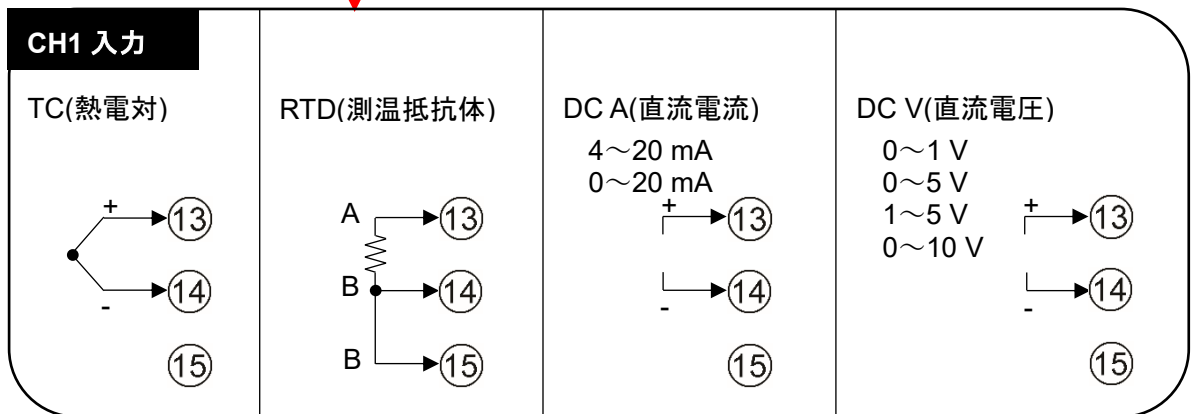 CH1 入力
TC(熱電対)
+
⑬
⑭
-
⑮
RTD(測温抵抗体)
A
⑬
B
⑭
B
⑮
DC A(直流電流)
4～20 mA
0～20 mA
+
⑬
⑭
-
⑮
DC V(直流電圧)
0～1 V
0～5 V
1～5 V
0～10 V
+
⑬
⑭
-
⑮